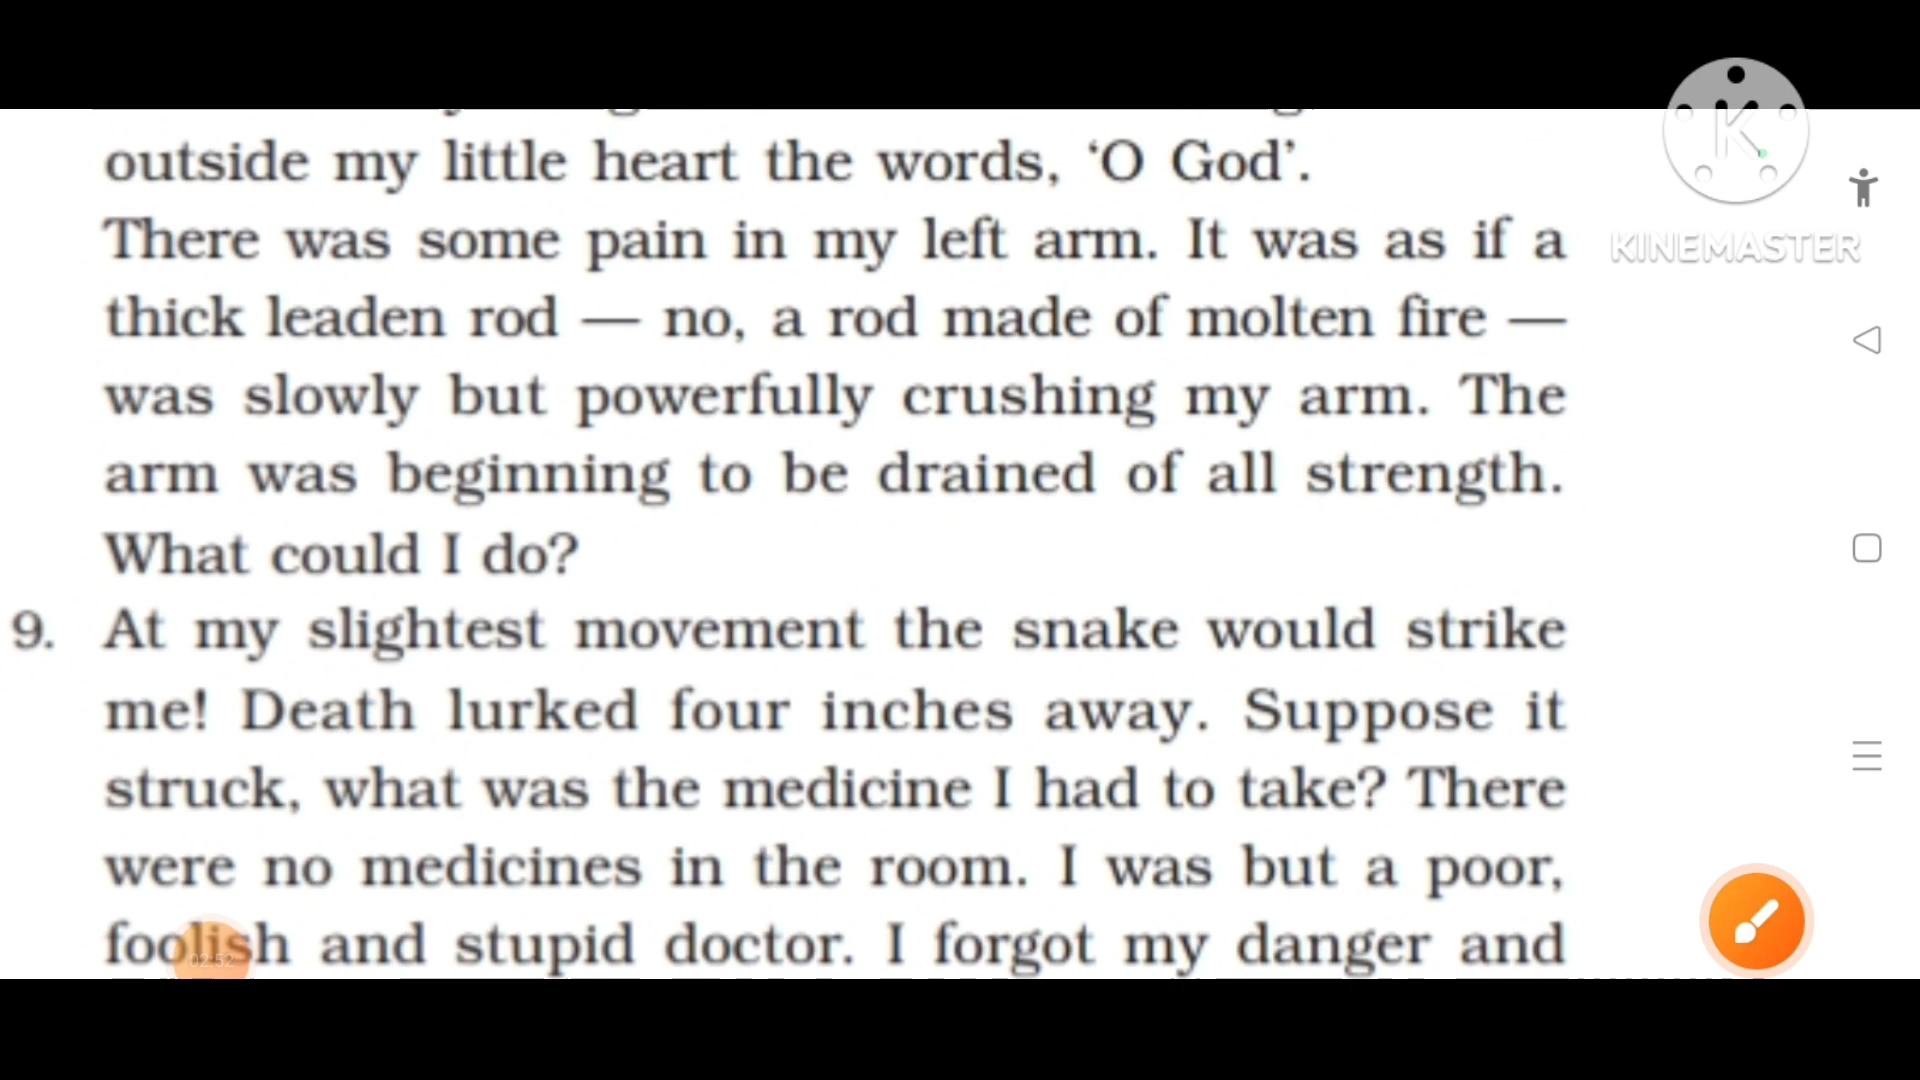 outside my little heart the words, ‘O God’.
There was some pain in my left arm. It was as if a
thick leaden rod — no, a rod made of molten fire —
was slowly but powerfully crushing my arm. The
arm was beginning to be drained of all strength.
What could I do?
9. At my slightest movement the snake would strike
me! Death lurked four inches away. Suppose it
struck, what was the medicine I had to take? There
were no medicines in the room. I was but a poor,
foolish and stupid doctor. I forgot my danger and
K
KINEMASTER
02:52